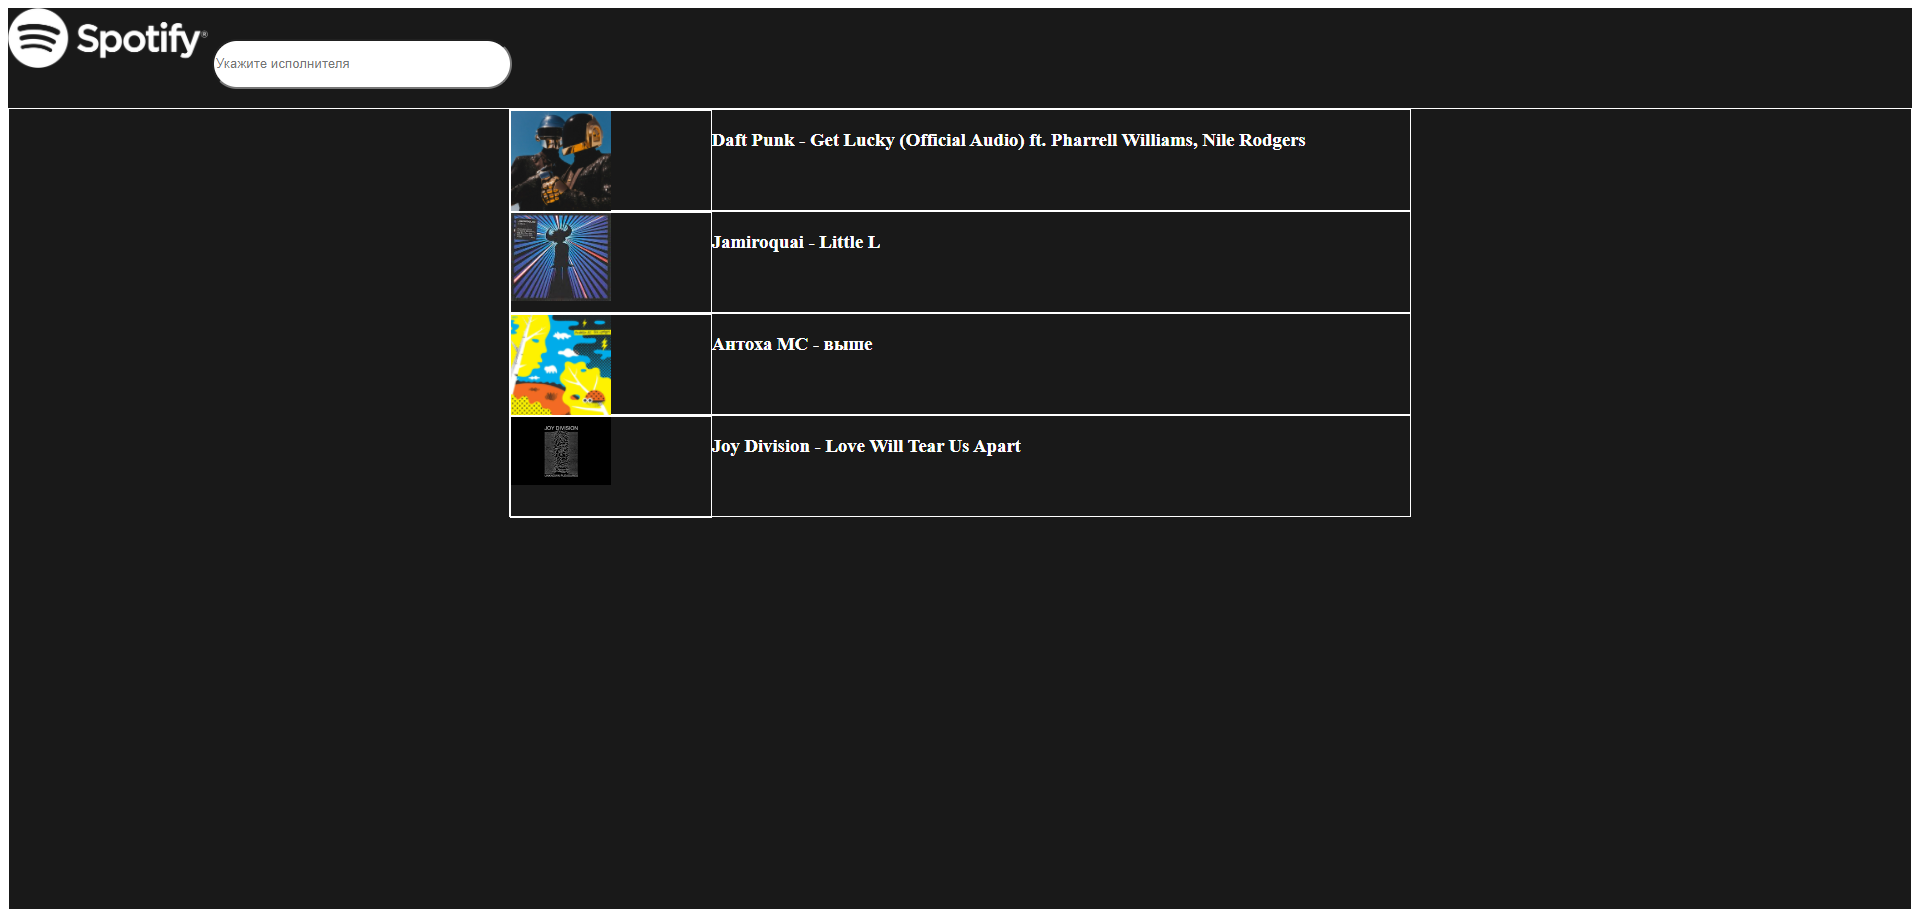 Spotify®
Укажите исполнителя
Daft Punk - Get Lucky (Official Audio) ft. Pharrell Williams, Nile Rodgers
Jamiroquai - Little L
Антоха МС - выше
JOY DIVISION
Joy Division - Love Will Tear Us Apart